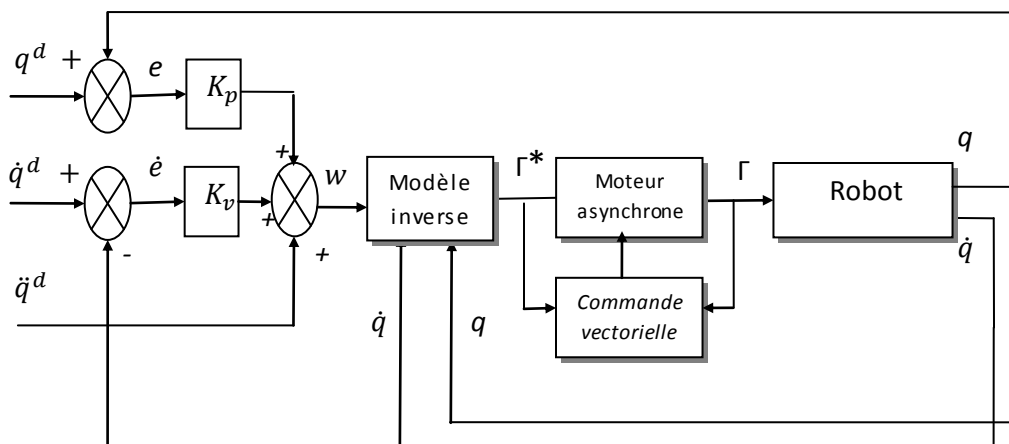 q^d +
e
K_p
q̇^d +
ė
K_v
-
+
+
+
q̈^d
w
Modèle
inverse
Γ*
Moteur
asynchrone
Γ
Robot
q
q̇
Commande
vectorielle
q̇
q